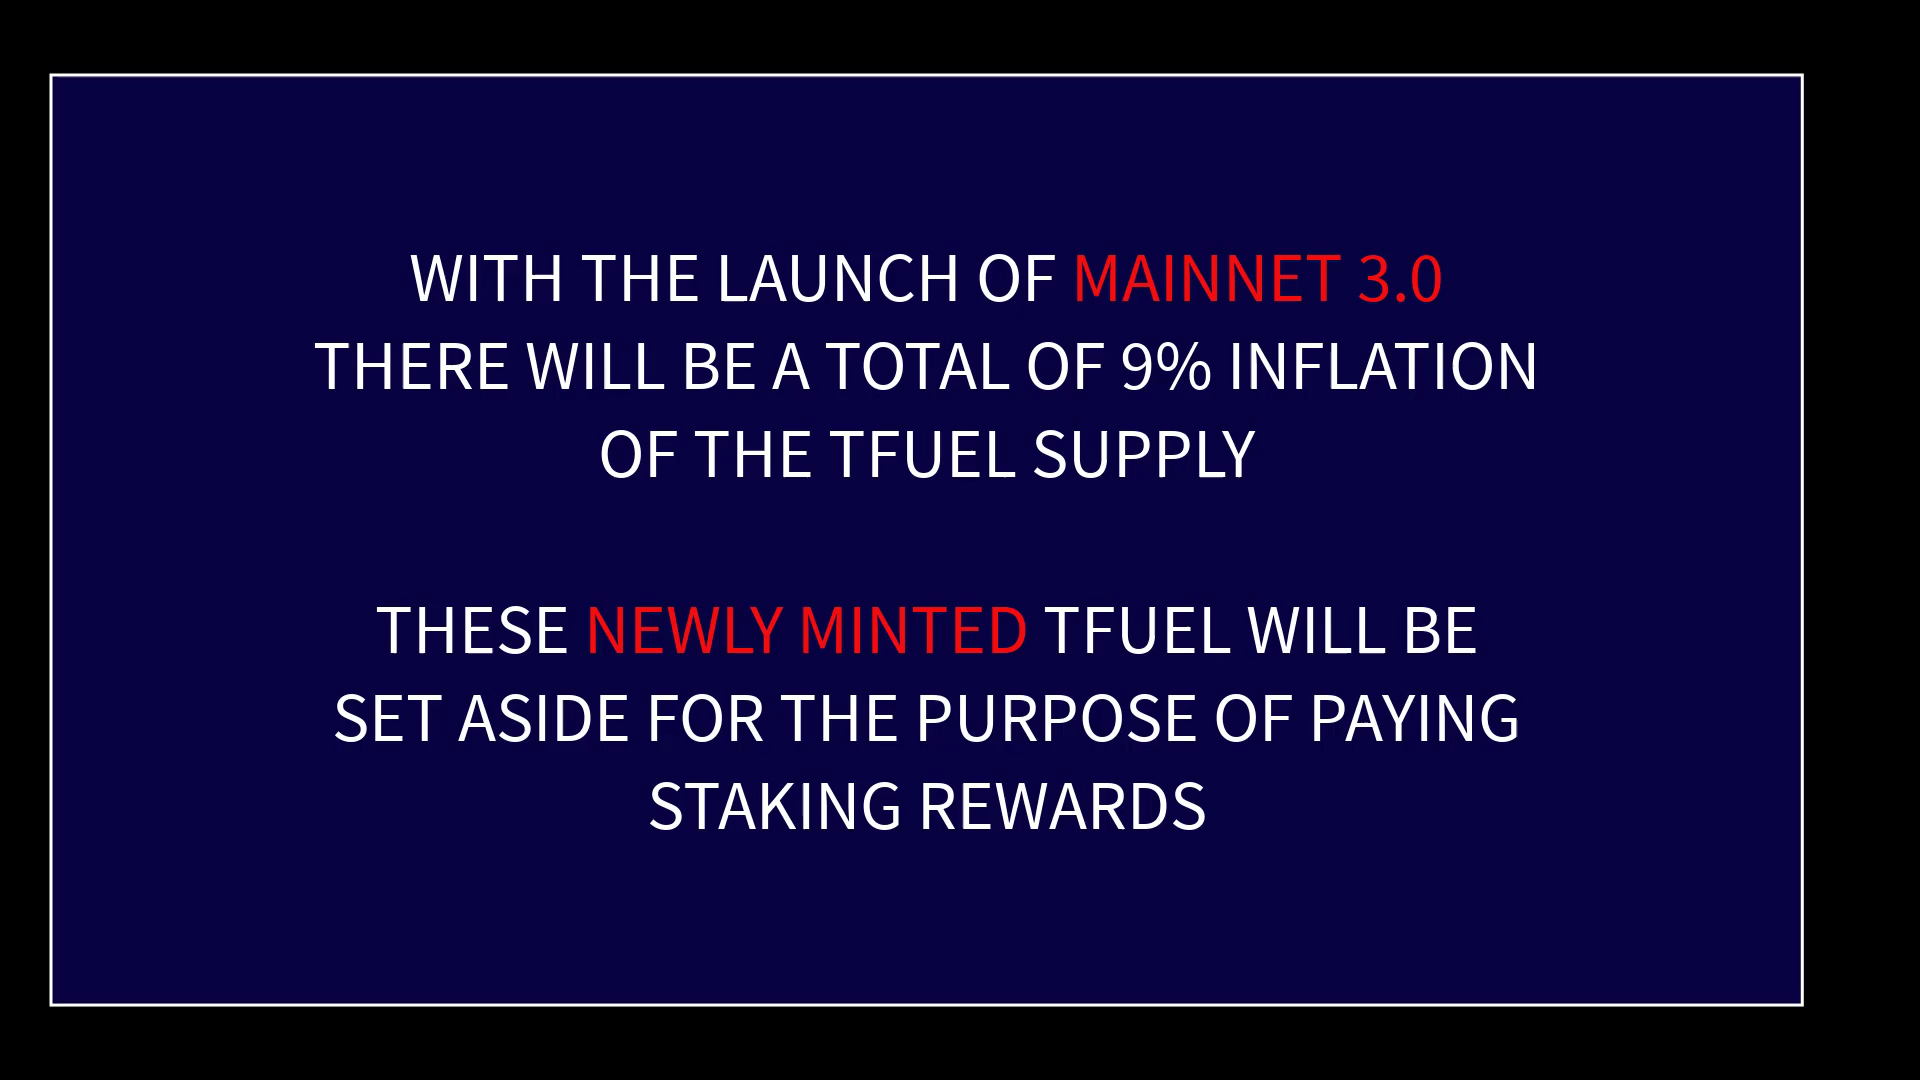 WITH THE LAUNCH OF MAINNET 3.0
THERE WILL BE A TOTAL OF 9% INFLATION
OF THE TFUEL SUPPLY
THESE NEWLY MINTED TFUEL WILL BE
SET ASIDE FOR THE PURPOSE OF PAYING
STAKING REWARDS